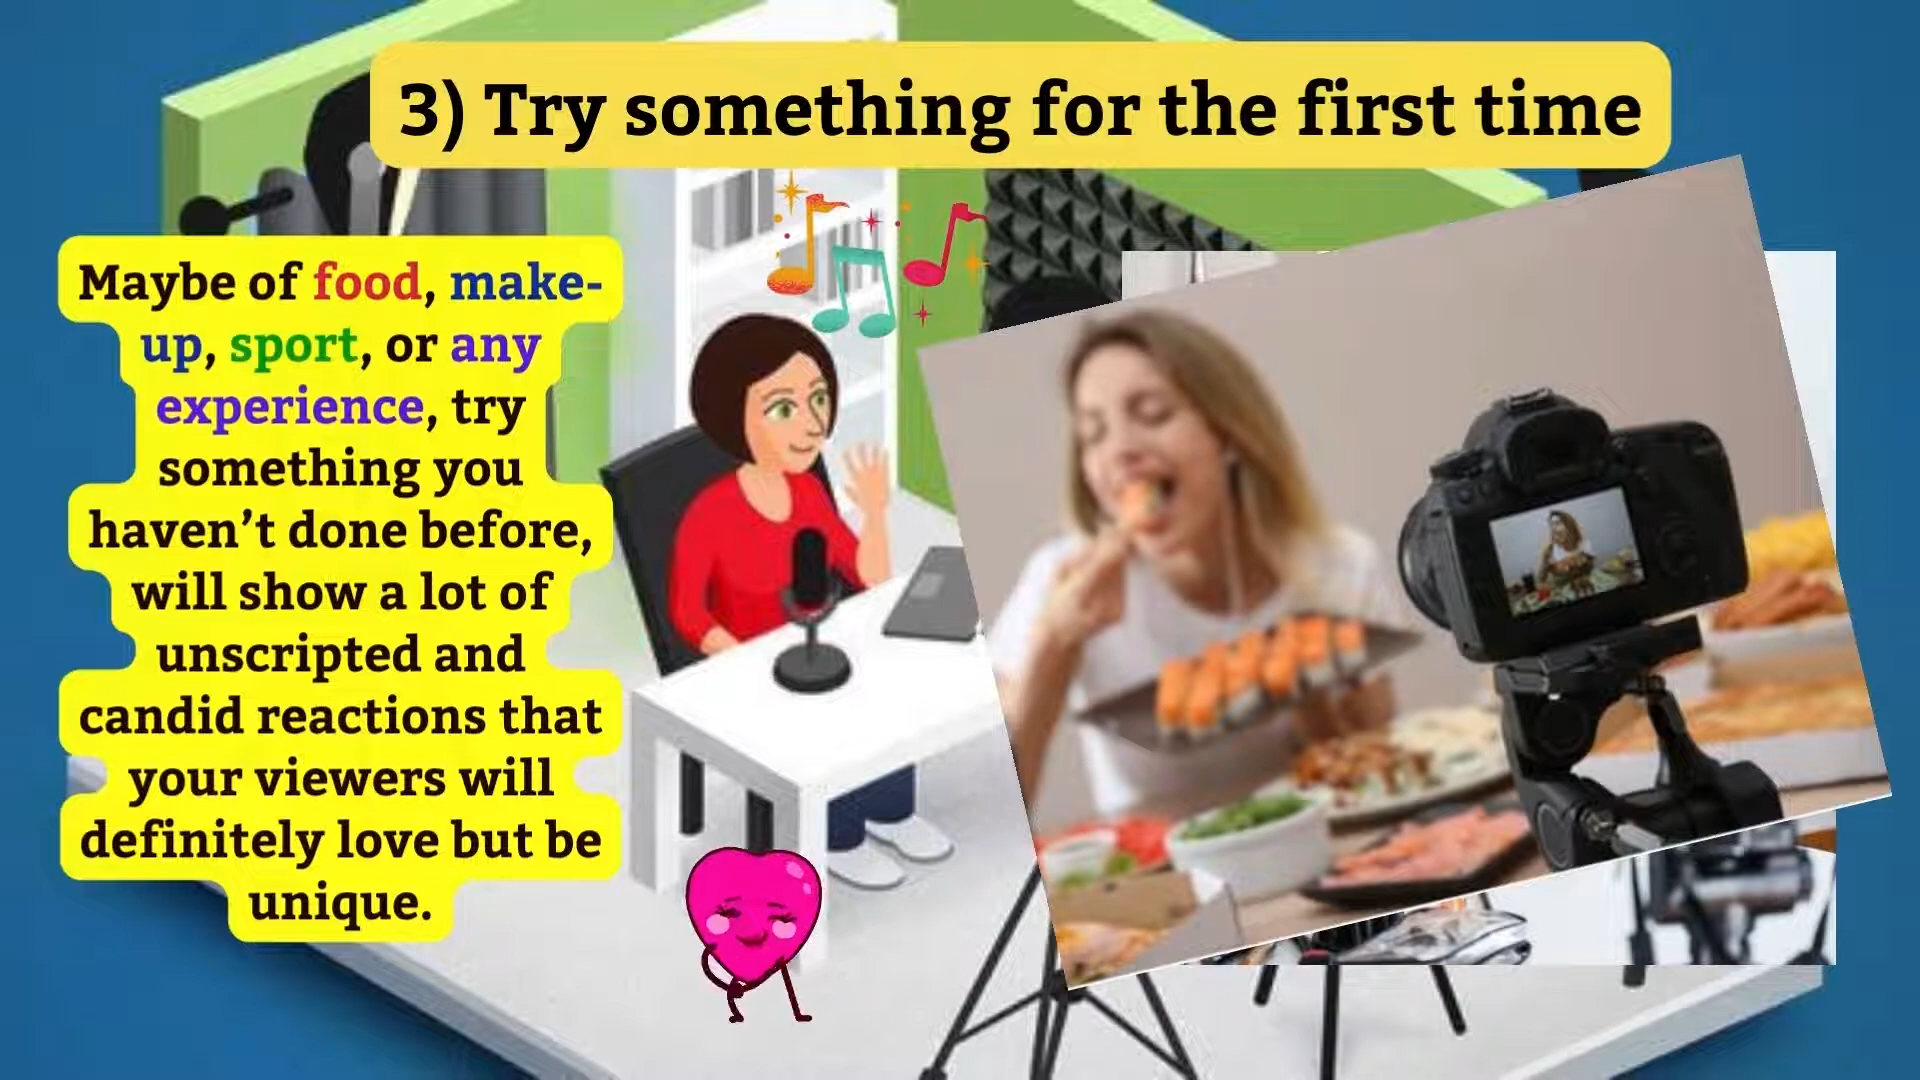 3) Try something for the first time
Maybe of food, make-
up, sport, or any
experience, try
something you
haven’t done before,
will show a lot of
unscripted and
candid reactions that
your viewers will
definitely love but be
unique.